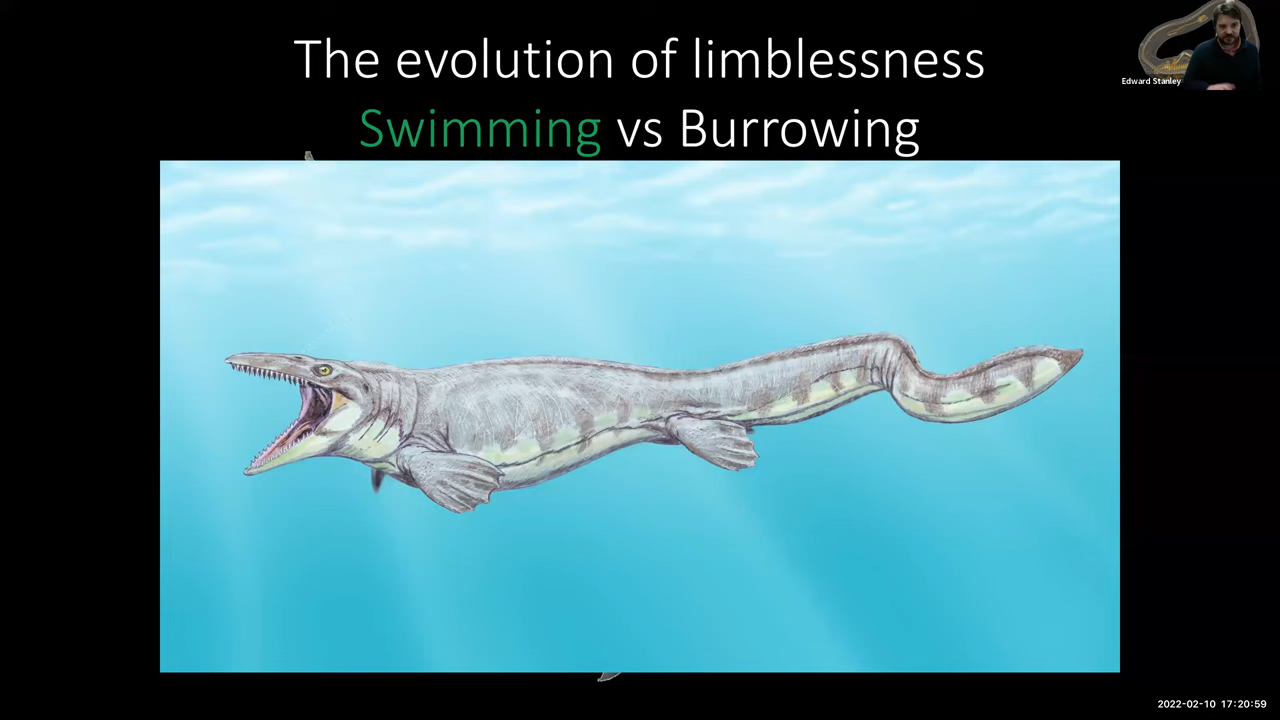 The evolution of limblessness
Swimming vs Burrowing
Edward Stanley
2022-02-10 17:20:59